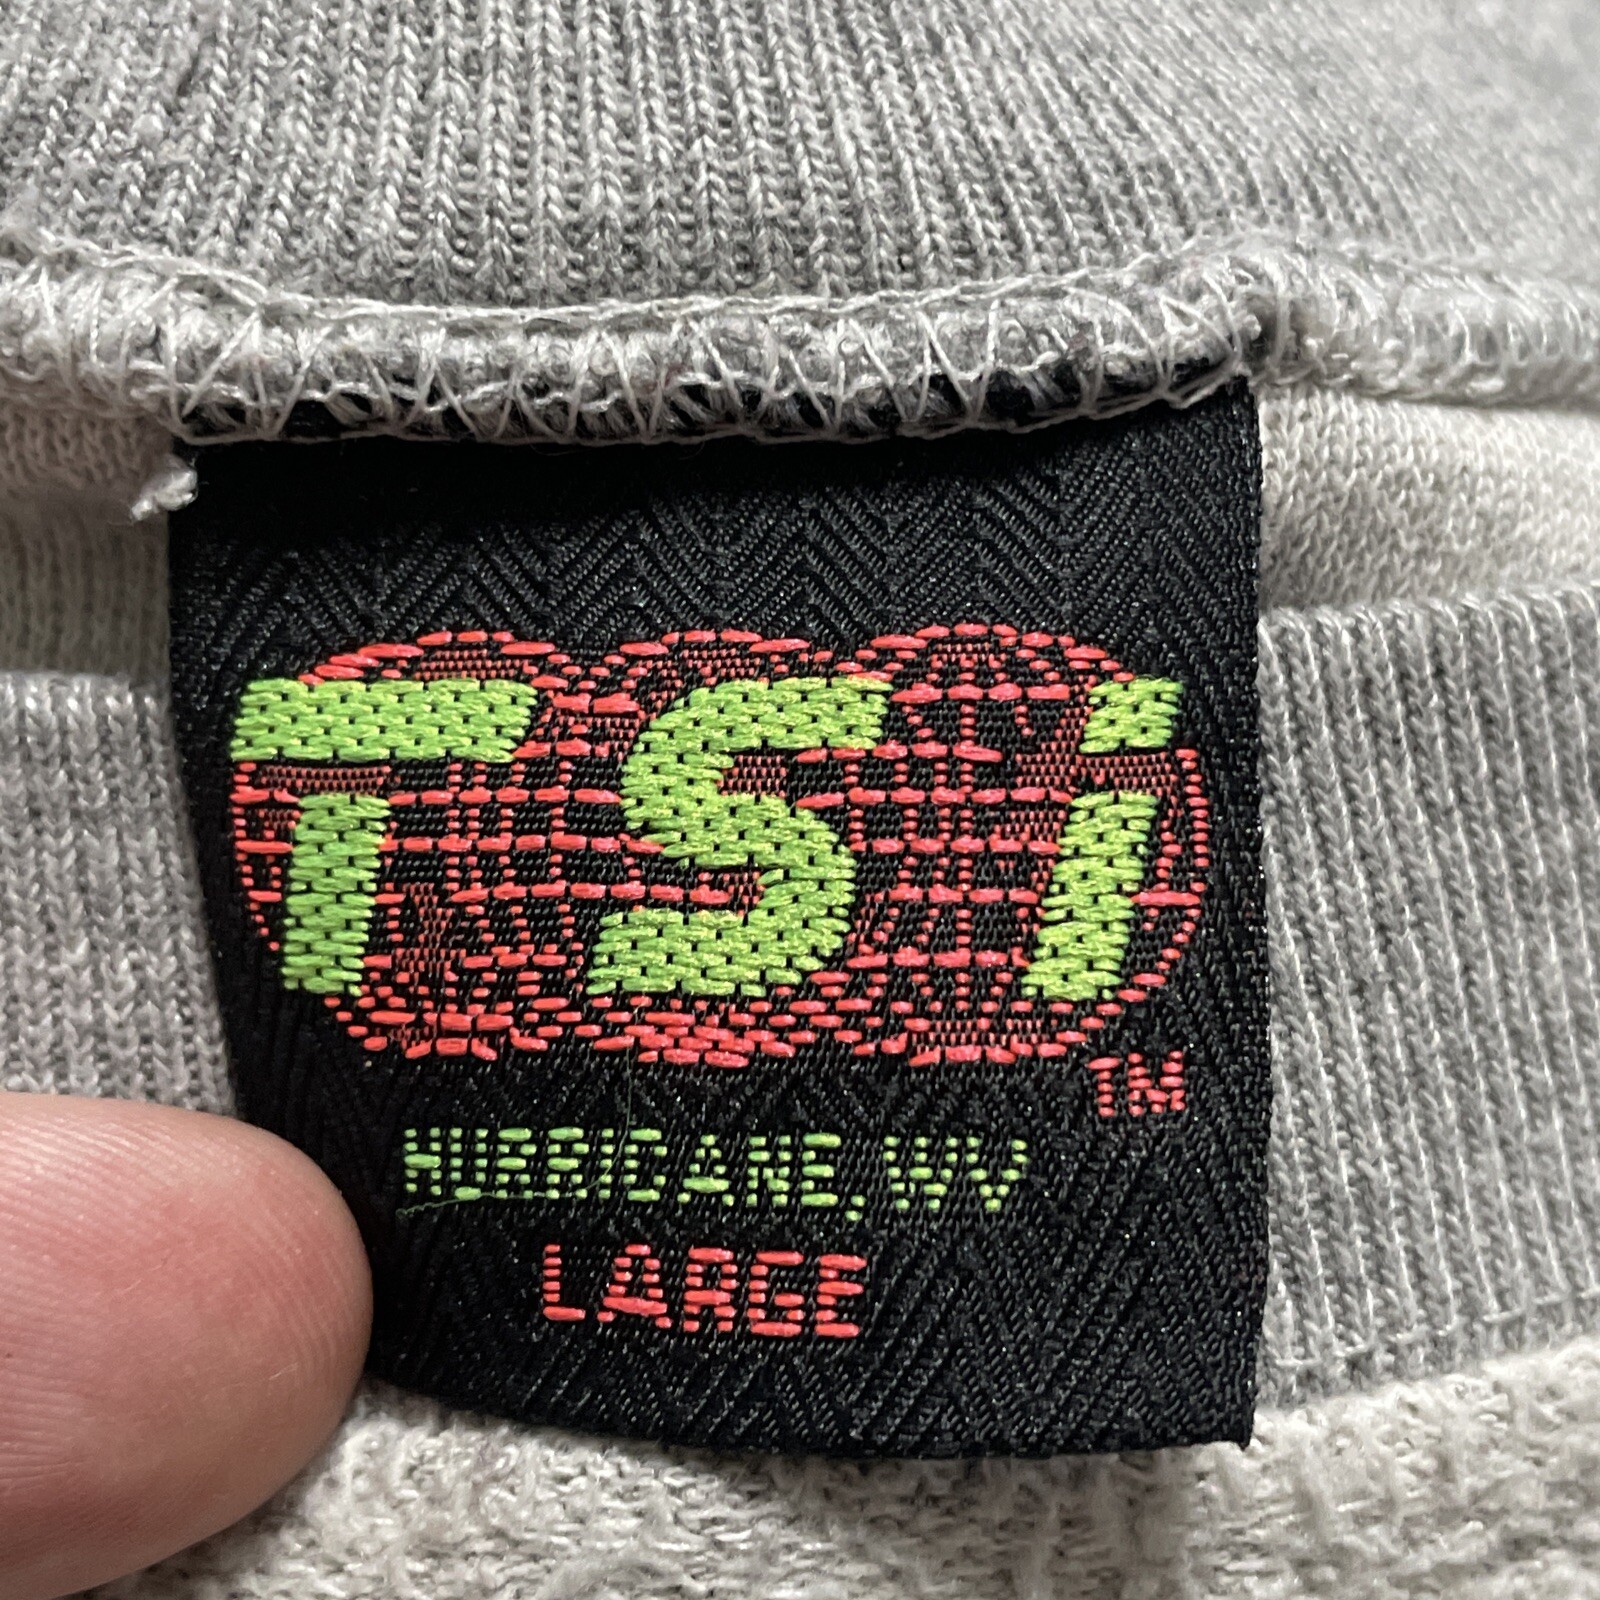 TSI
TM
HURRICANE, WV
LARGE